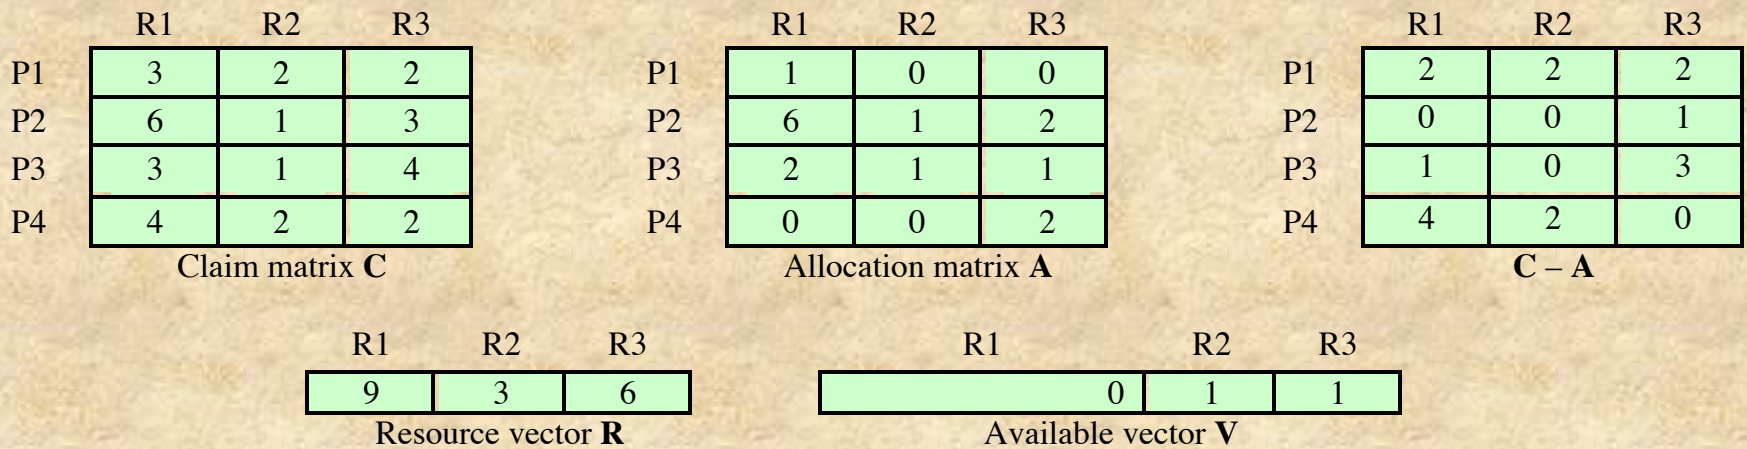 R1 R2 R3 R1 R2 R3 R1 R2 R3
P1 3 2 2 P1 1 0 0 P1 2 2 2
P2 6 1 3 P2 6 1 2 P2 0 0 1
P3 3 1 4 P3 2 1 1 P3 1 0 3
P4 4 2 2 P4 0 0 2 P4 4 2 0
Claim matrix C Allocation matrix A C – A
R1 R2 R3 R1 R2 R3
9 3 6 0 1 1
Resource vector R Available vector V